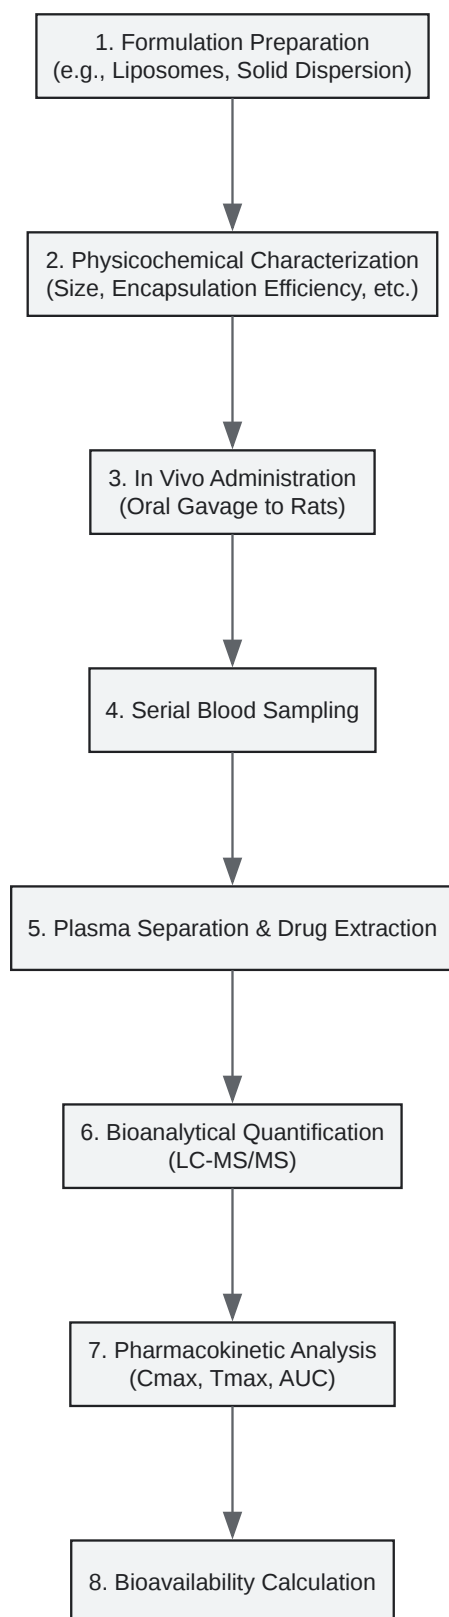 1. Formulation Preparation
(e.g., Liposomes, Solid Dispersion)
2. Physicochemical Characterization
(Size, Encapsulation Efficiency, etc.)
3. In Vivo Administration
(Oral Gavage to Rats)
4. Serial Blood Sampling
5. Plasma Separation & Drug Extraction
6. Bioanalytical Quantification
(LC-MS/MS)
7. Pharmacokinetic Analysis
(Cmax, Tmax, AUC)
8. Bioavailability Calculation